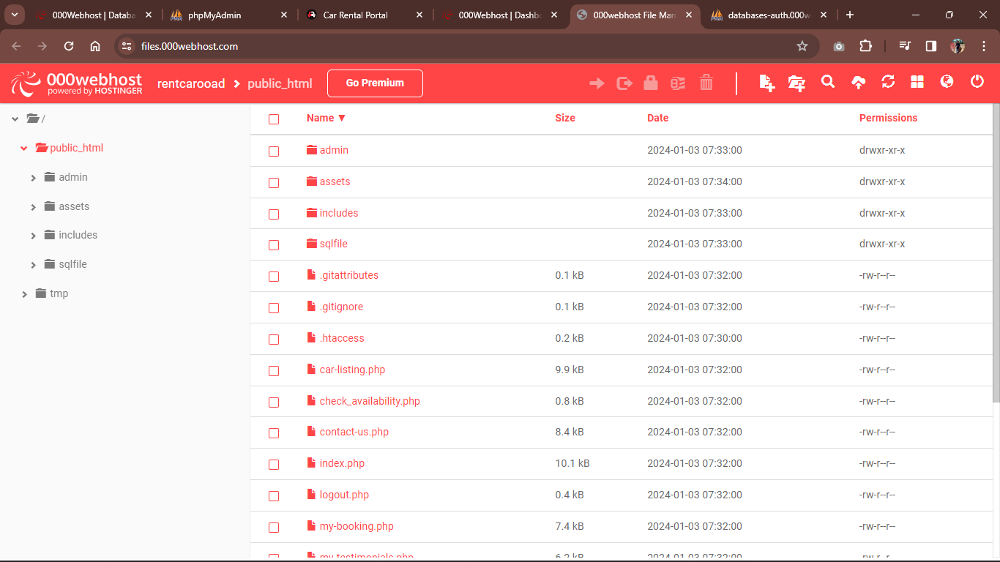 000Webhost | Databa
phpMyAdmin
Car Rental Portal
000Webhost | Dashbo
000webhost File Man
databases-auth.000w
files.000webhost.com
000webhost
powered by HOSTINGER
rentcarooad
public_html
Go Premium
/
public_html
admin
assets
includes
sqlfile
tmp
Name ▼ Size Date Permissions
admin 2024-01-03 07:33:00 drwxr-xr-x
assets 2024-01-03 07:34:00 drwxr-xr-x
includes 2024-01-03 07:33:00 drwxr-xr-x
sqlfile 2024-01-03 07:33:00 drwxr-xr-x
.gitattributes 0.1 kB 2024-01-03 07:32:00 -rw-r--r--
.gitignore 0.1 kB 2024-01-03 07:32:00 -rw-r--r--
.htaccess 0.2 kB 2024-01-03 07:30:00 -rw-r--r--
car-listing.php 9.9 kB 2024-01-03 07:32:00 -rw-r--r--
check_availability.php 0.8 kB 2024-01-03 07:32:00 -rw-r--r--
contact-us.php 8.4 kB 2024-01-03 07:32:00 -rw-r--r--
index.php 10.1 kB 2024-01-03 07:32:00 -rw-r--r--
logout.php 0.4 kB 2024-01-03 07:32:00 -rw-r--r--
my-booking.php 7.4 kB 2024-01-03 07:32:00 -rw-r--r--
my-testimonials.php 6.2 kB 2024-01-03 07:32:00 -rw-r--r--